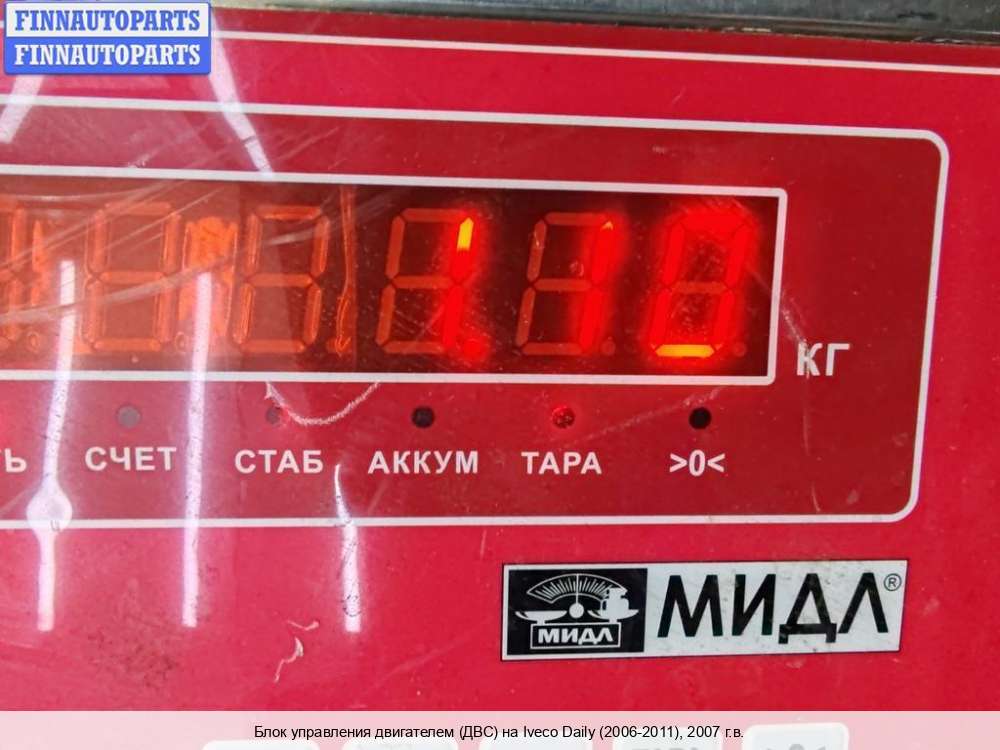 FINNAUTOPARTS
FINNAUTOPARTS
1.10
КГ
ТЬ СЧЕТ СТАБ АККУМ ТАРА >0<
МИДЛ МИДЛ®
Блок управления двигателем (ДВС) на Iveco Daily (2006-2011), 2007 г.в.